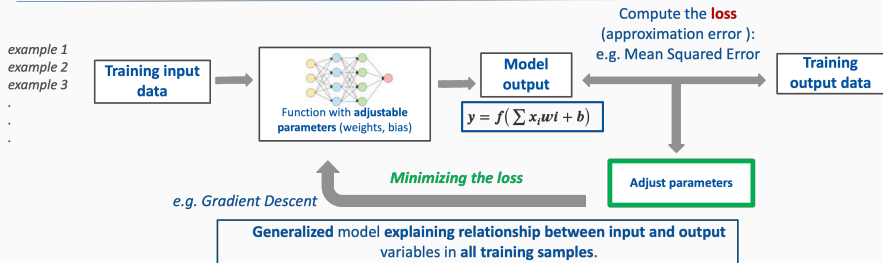 Compute the loss
(approximation error ):
e.g. Mean Squared Error
example 1
example 2
example 3
.
.
.
Training input
data
Function with adjustable
parameters (weights, bias)
Model
output
y = f(∑ xᵢwi + b)
Training
output data
Adjust parameters
Minimizing the loss
e.g. Gradient Descent
Generalized model explaining relationship between input and output
variables in all training samples.